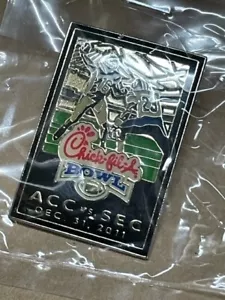 Chick-fil-A
BOWL
ACC vs. SEC
DEC. 31, 2011